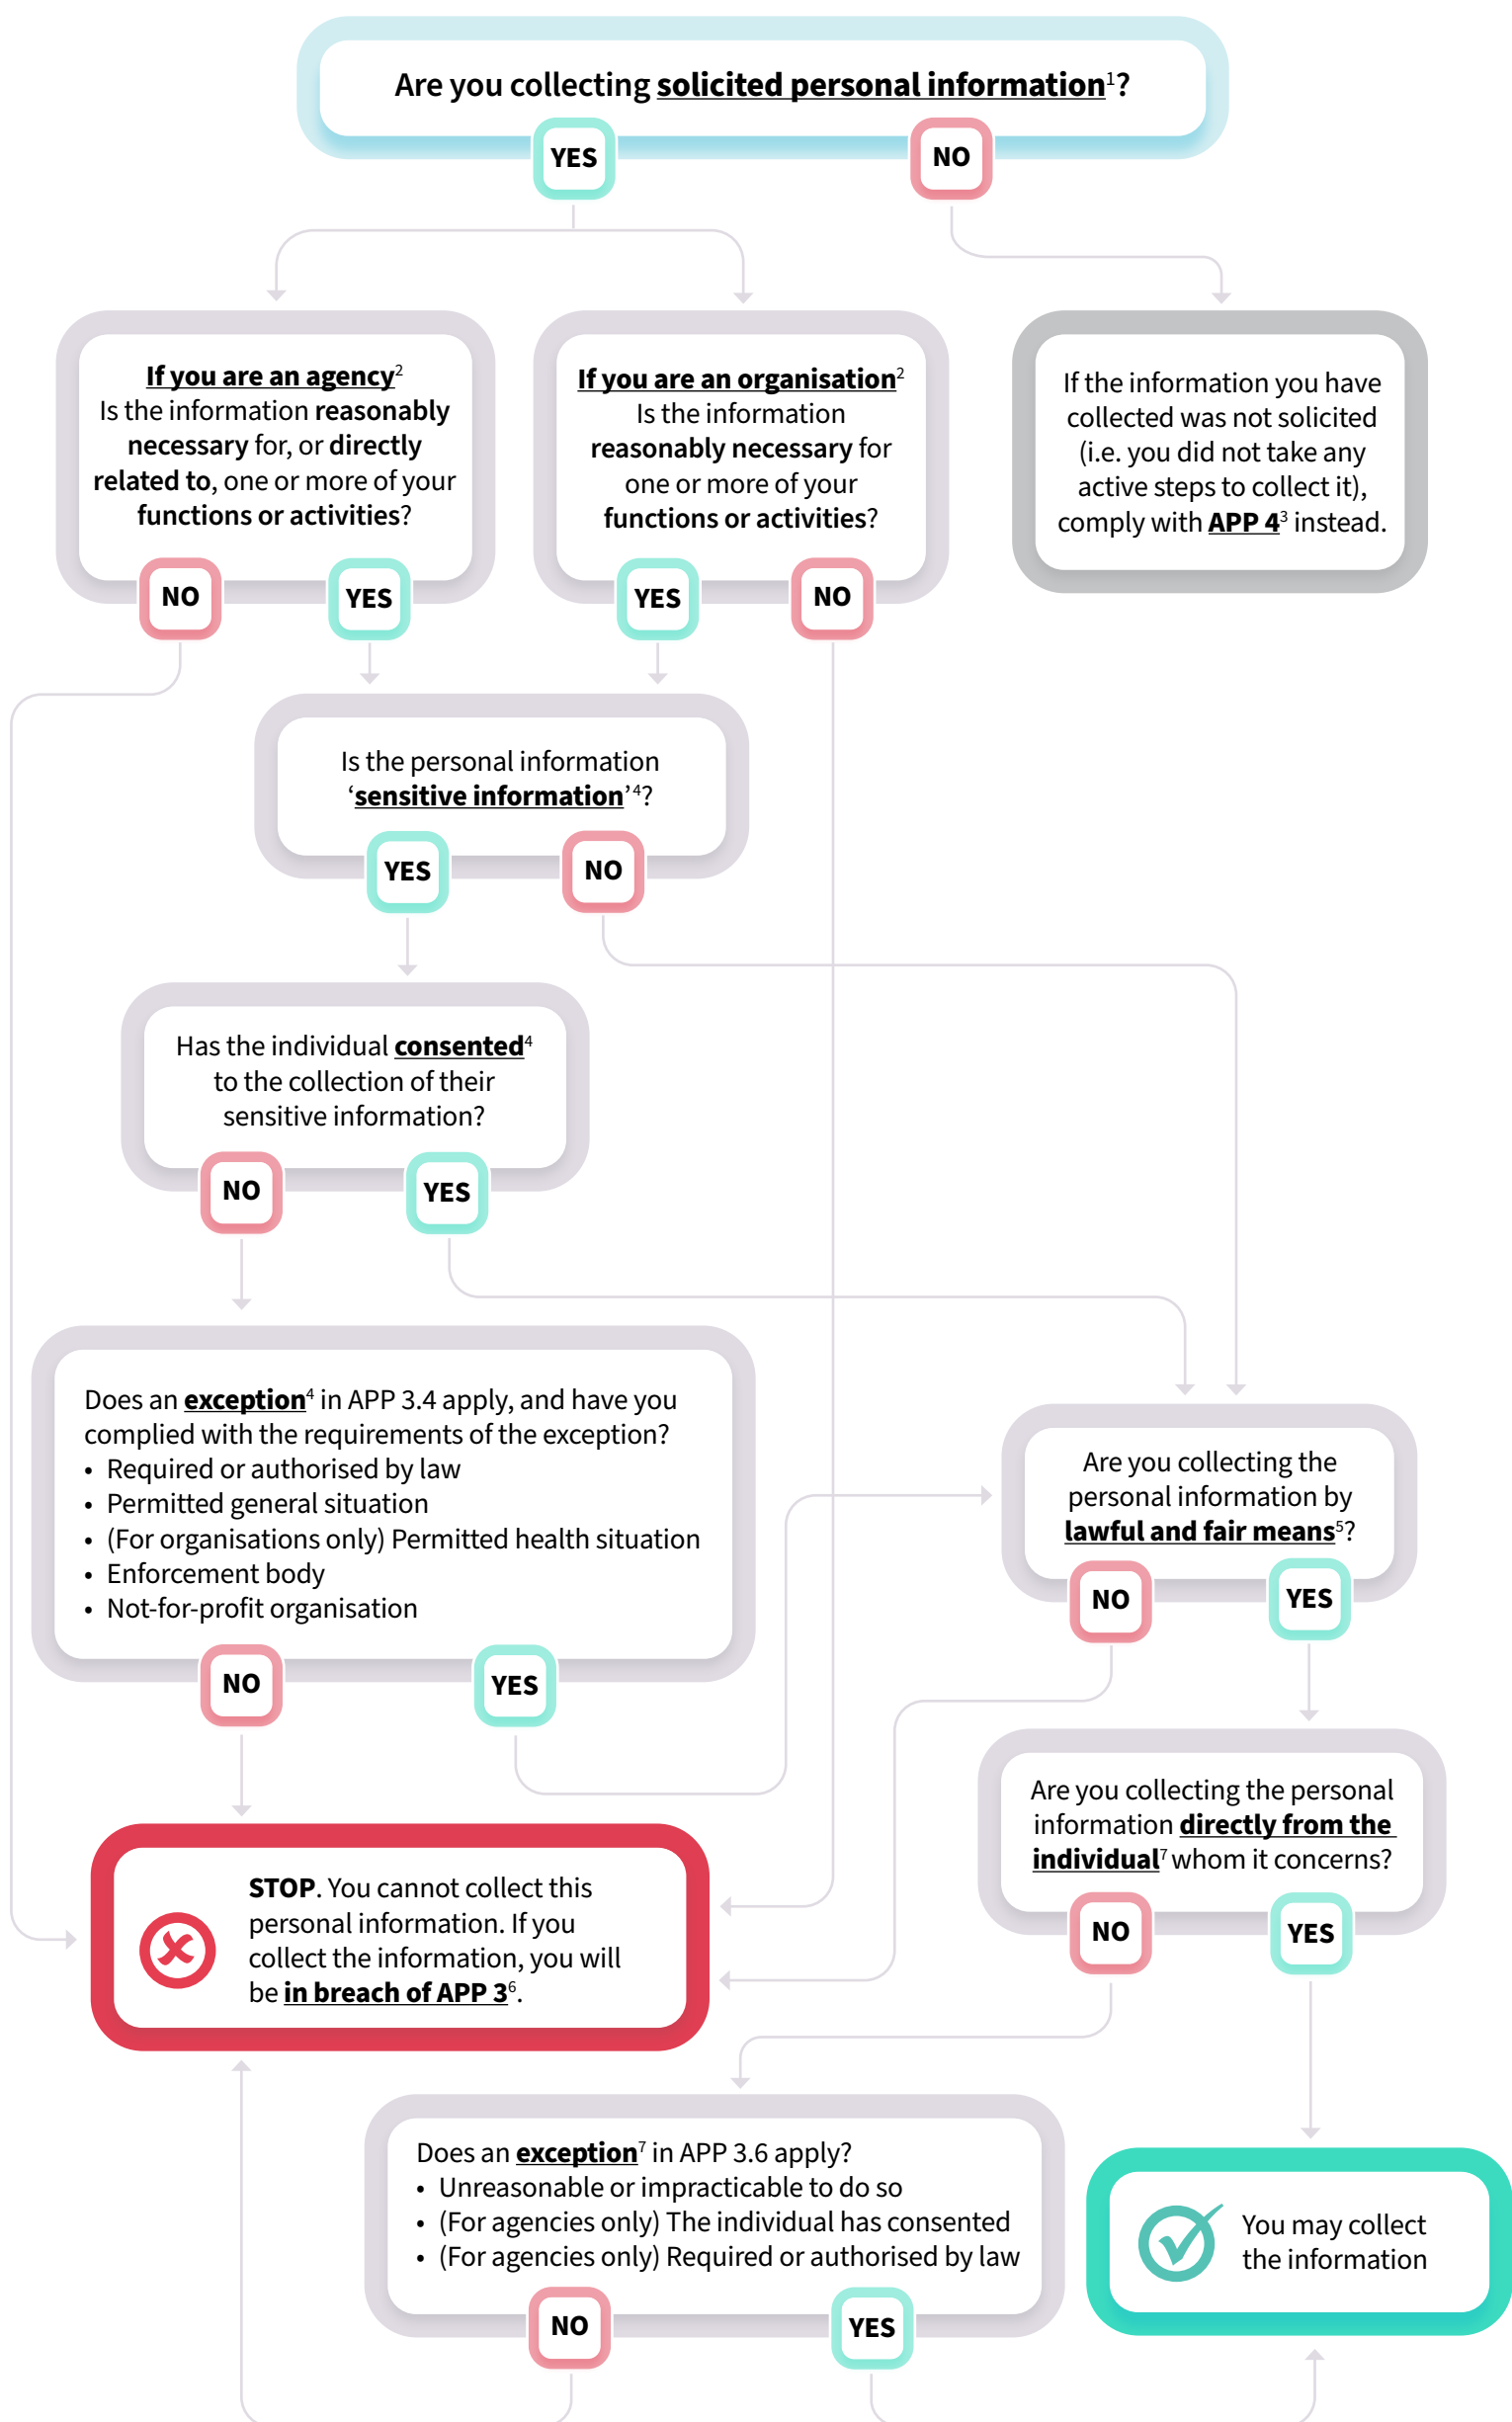 Are you collecting solicited personal information¹?
YES
NO
If you are an agency²
Is the information reasonably
necessary for, or directly
related to, one or more of your
functions or activities?
NO
YES
If you are an organisation²
Is the information
reasonably necessary for
one or more of your
functions or activities?
YES
NO
If the information you have
collected was not solicited
(i.e. you did not take any
active steps to collect it),
comply with APP 4³ instead.
Is the personal information
‘sensitive information’⁴?
YES
NO
Has the individual consented⁴
to the collection of their
sensitive information?
NO
YES
Does an exception⁴ in APP 3.4 apply, and have you
complied with the requirements of the exception?
• Required or authorised by law
• Permitted general situation
• (For organisations only) Permitted health situation
• Enforcement body
• Not-for-profit organisation
NO
YES
Are you collecting the
personal information by
lawful and fair means⁵?
NO
YES
Are you collecting the personal
information directly from the
individual⁷ whom it concerns?
NO
YES
STOP. You cannot collect this
personal information. If you
collect the information, you will
be in breach of APP 3⁶.
Does an exception⁷ in APP 3.6 apply?
• Unreasonable or impracticable to do so
• (For agencies only) The individual has consented
• (For agencies only) Required or authorised by law
NO
YES
You may collect
the information